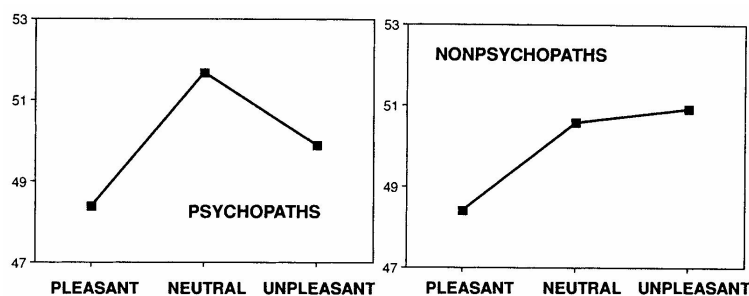 53
51
49
47
PSYCHOPATHS
PLEASANT NEUTRAL UNPLEASANT
53
51
49
47
NONPSYCHOPATHS
PLEASANT NEUTRAL UNPLEASANT